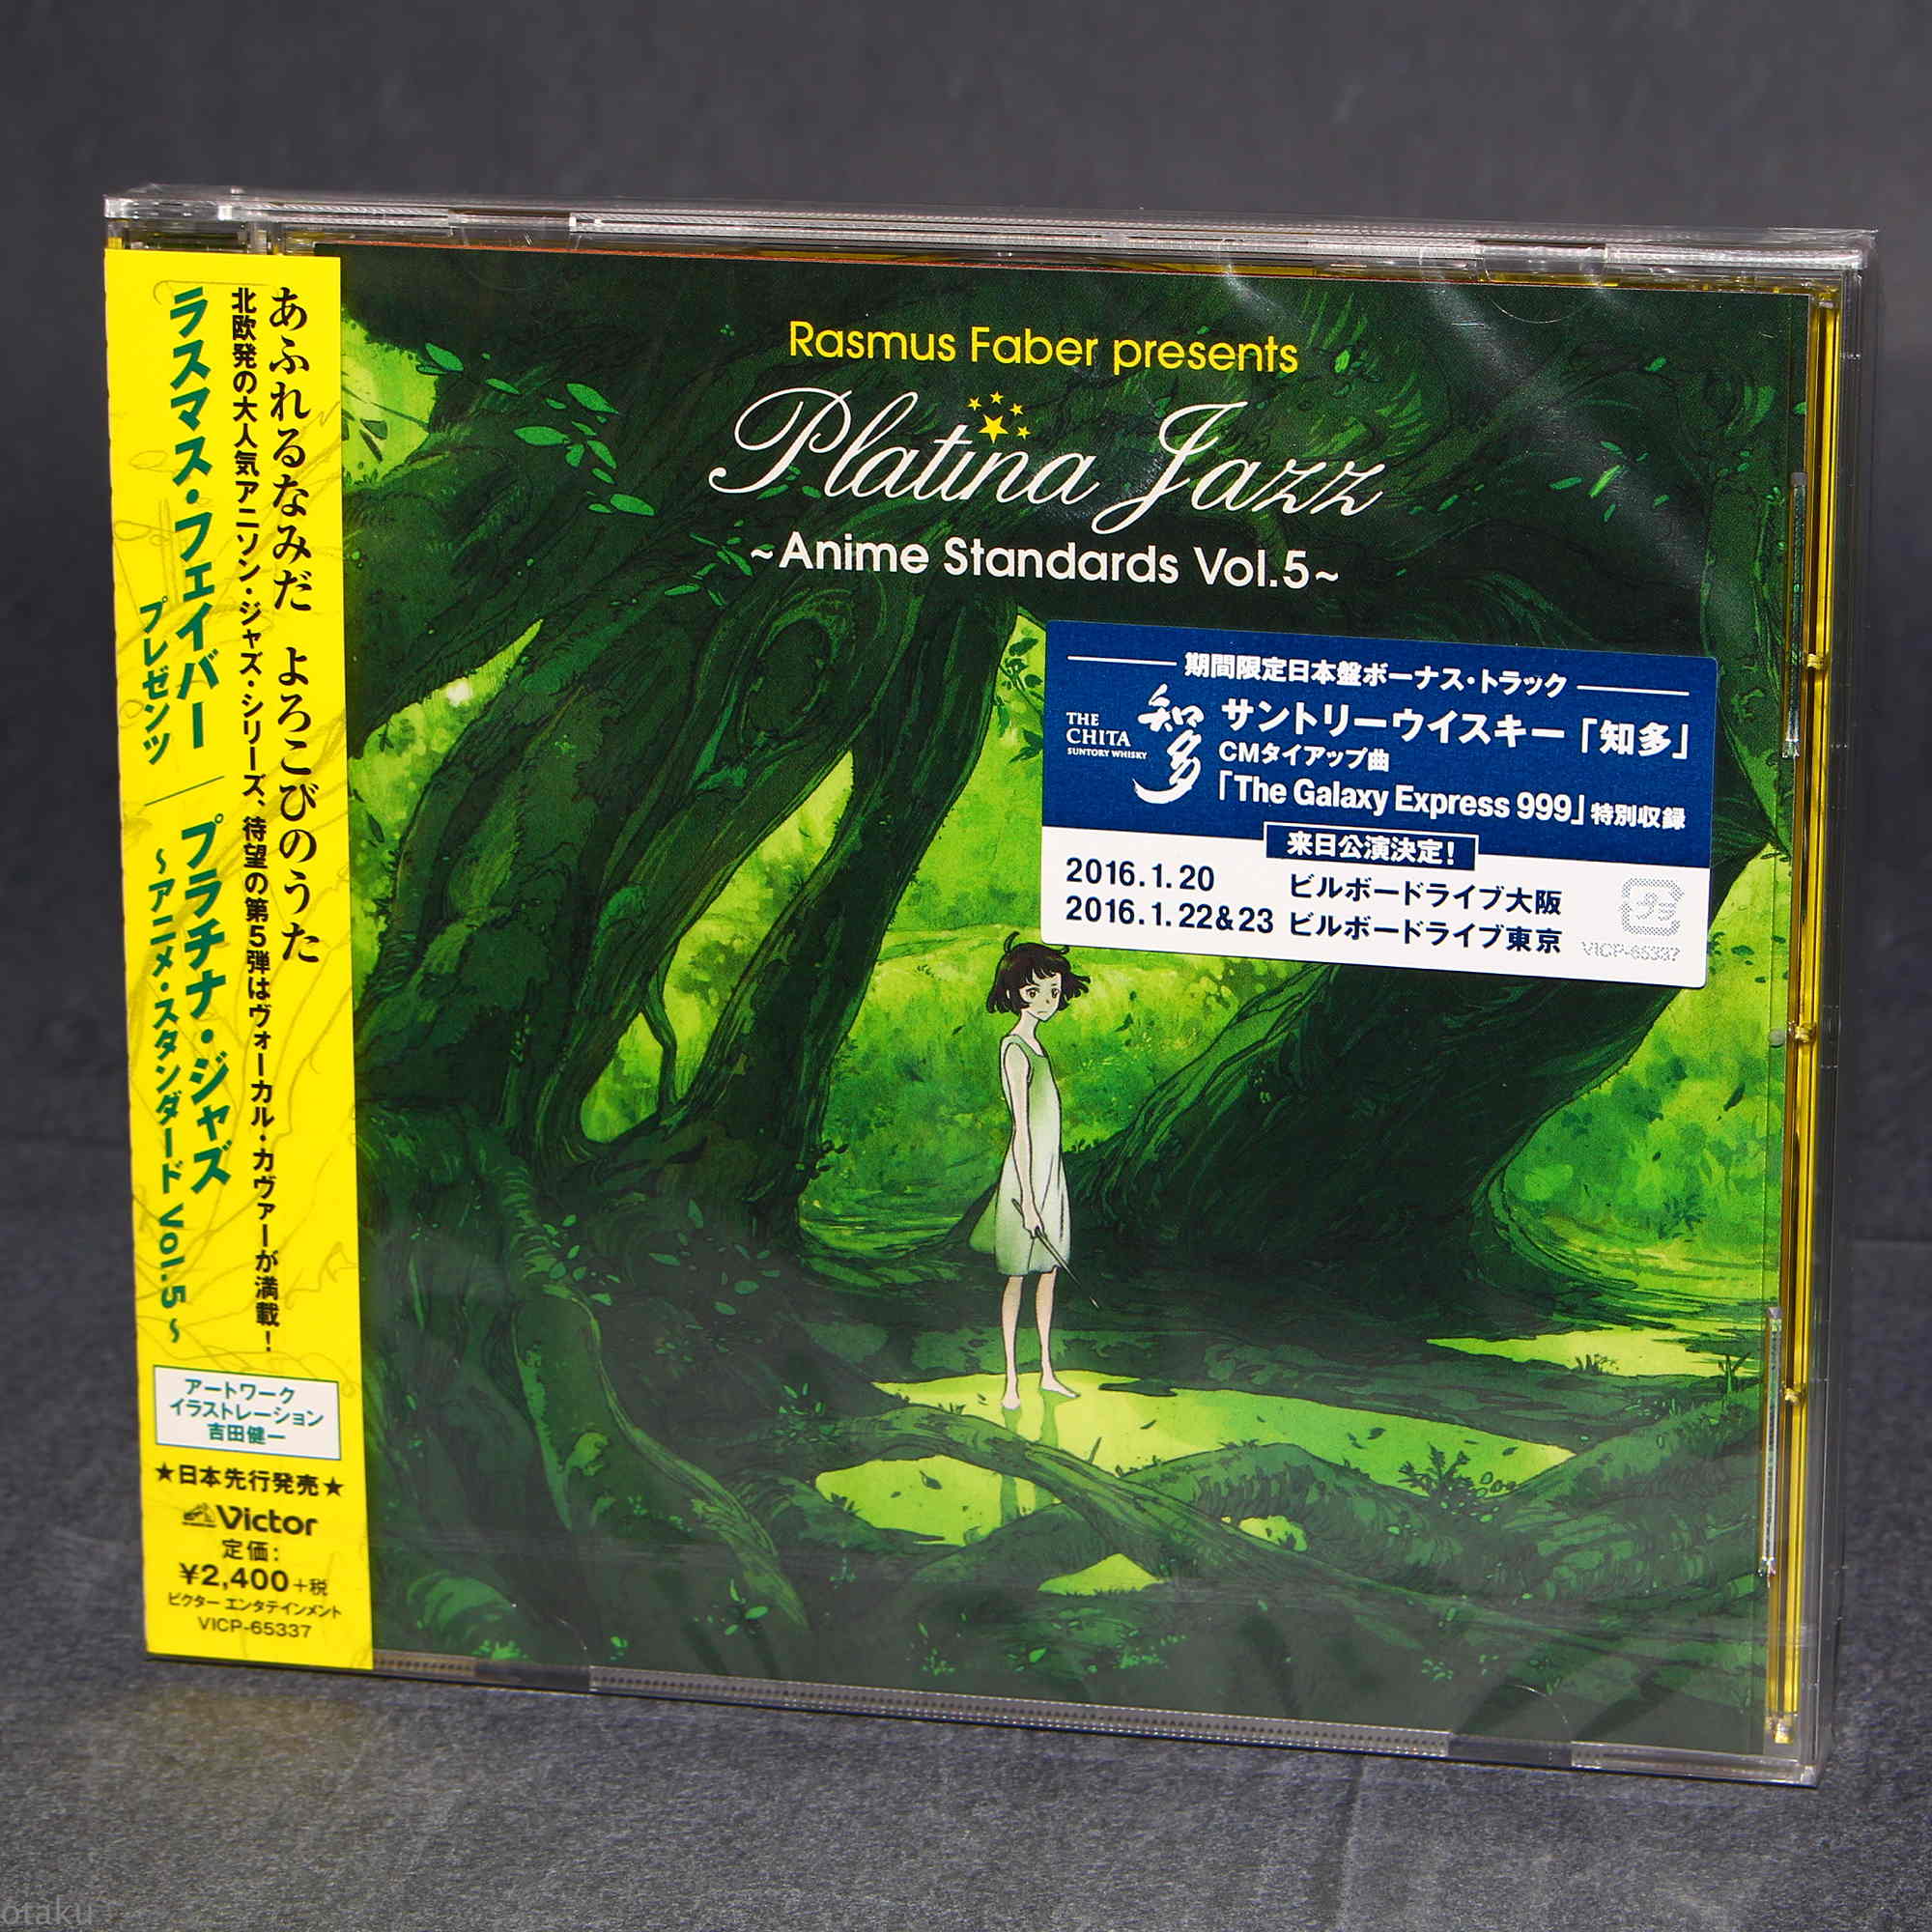 Rasmus Faber presents
Platina Jazz
~Anime Standards Vol.5~
期間限定日本盤ボーナス・トラック
THE
CHITA
SUNTORY WHISKY
知多
サントリーウイスキー「知多」
CMタイアップ曲
「The Galaxy Express 999」特別収録
来日公演決定!
2016.1.20 ビルボードライブ大阪
2016.1.22&23 ビルボードライブ東京
プラ
VICP-65337
あふれるなみだ よろこびのうた
北欧発の大人気アニソン・ジャズ・シリーズ、待望の第5弾はヴォーカル・カヴァーが満載!
ラスマス・フェイバー プレゼンツ/プラチナ・ジャズ
~アニメ・スタンダード Vol.5~
アートワーク
イラストレーション
吉田健一
★日本先行発売★
Victor
定価:
¥2,400+税
ビクター エンタテインメント
VICP-65337
otaku